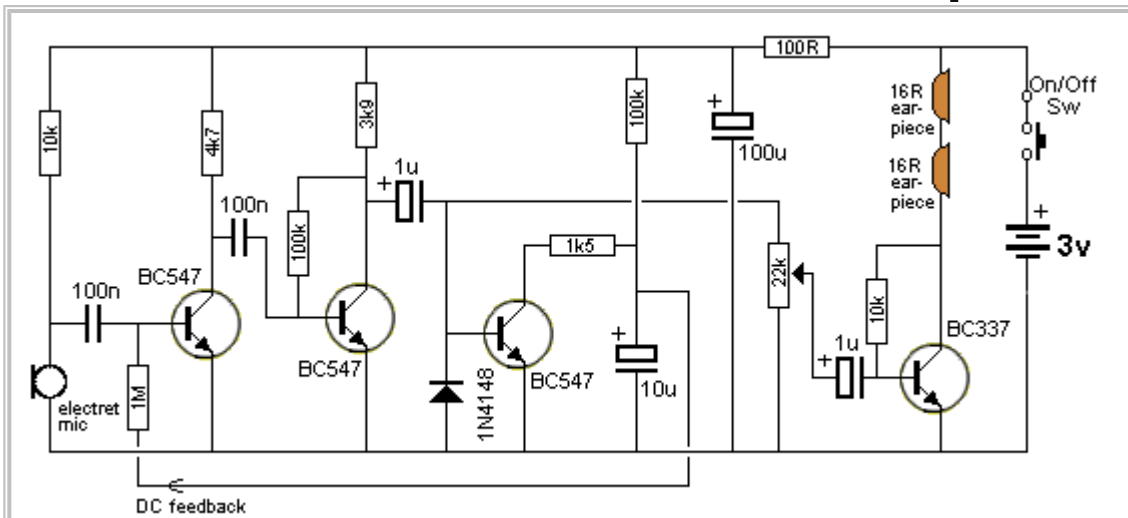 100R
On/Off
Sw
16R
ear-
piece
16R
ear-
piece
10k
4k7
3k9
100k
+
100u
+
1u
100n
100k
1k5
22k
+
3v
BC547
100n
10k
BC337
BC547
1N4148
BC547
+
10u
+
1u
electret
mic
1M
DC feedback